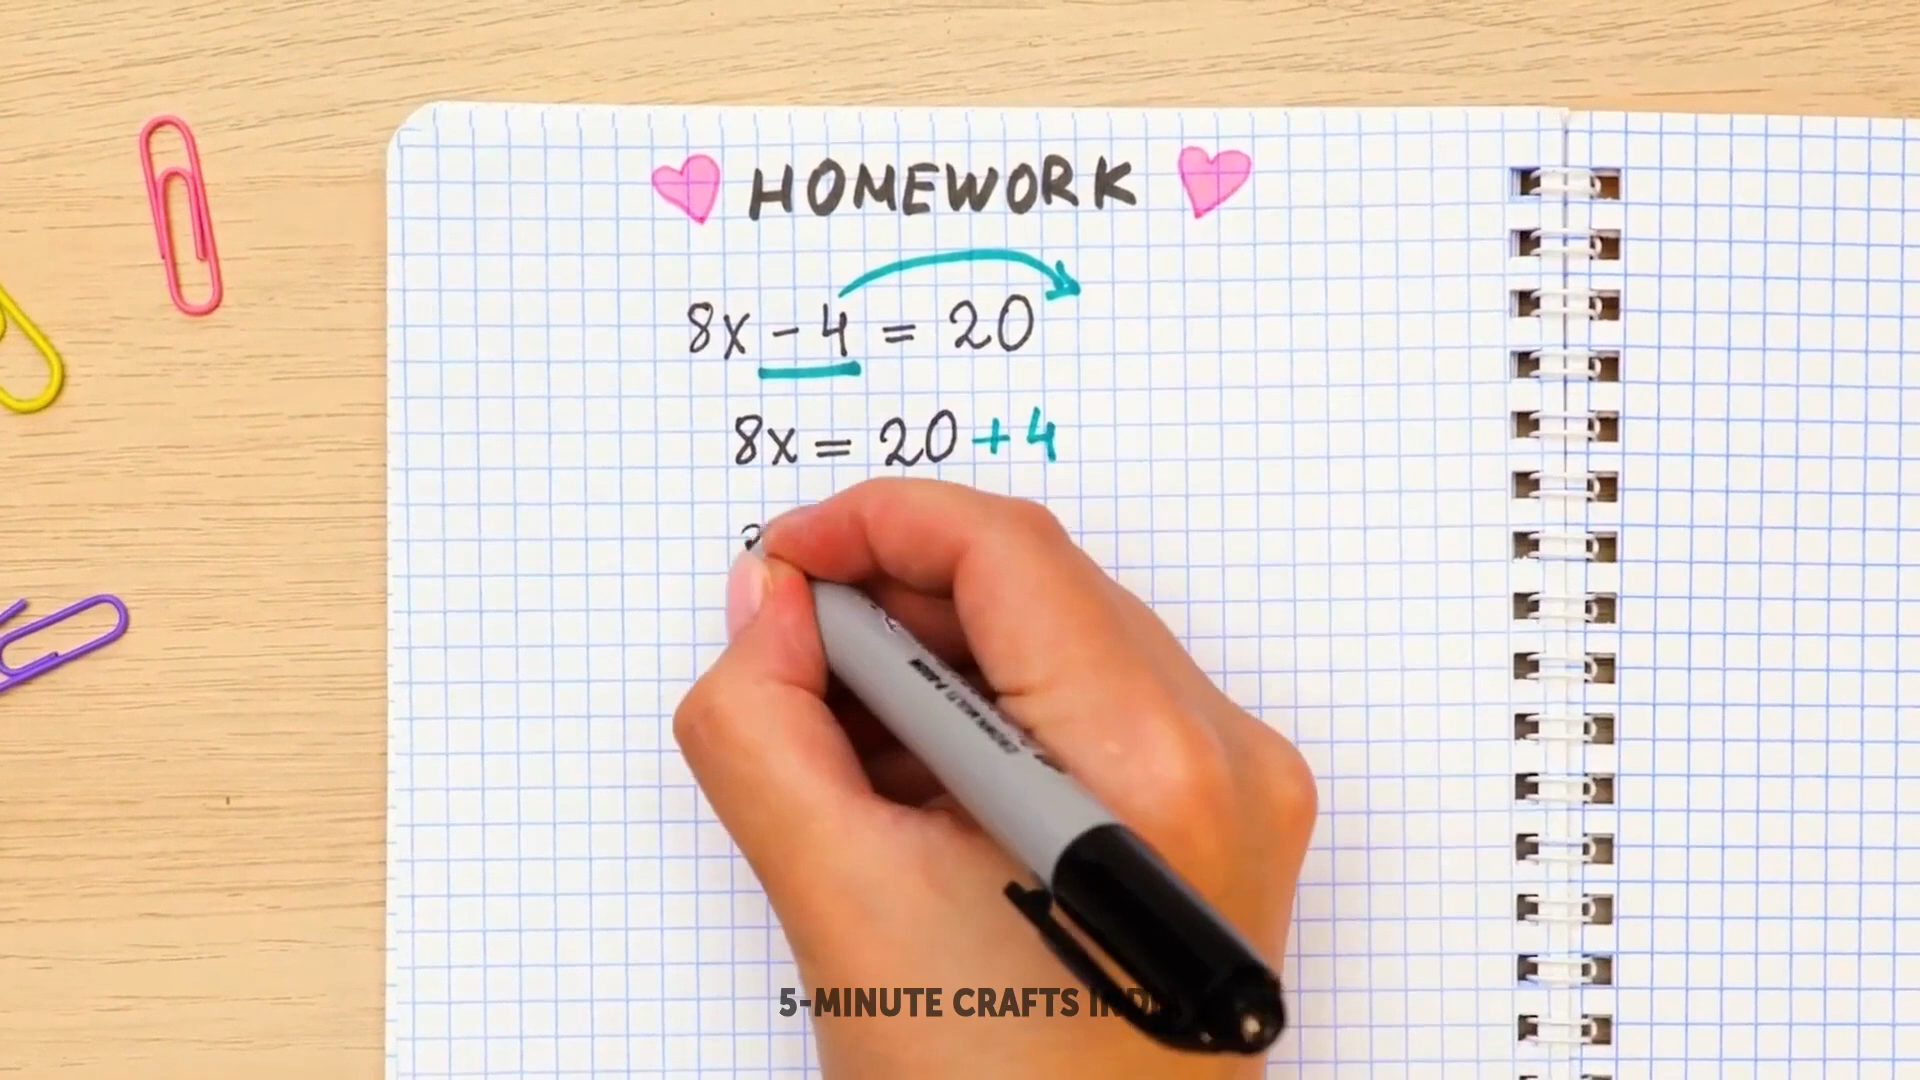 HOMEWORK
8x - 4 = 20
8x = 20 + 4
5-MINUTE CRAFTS